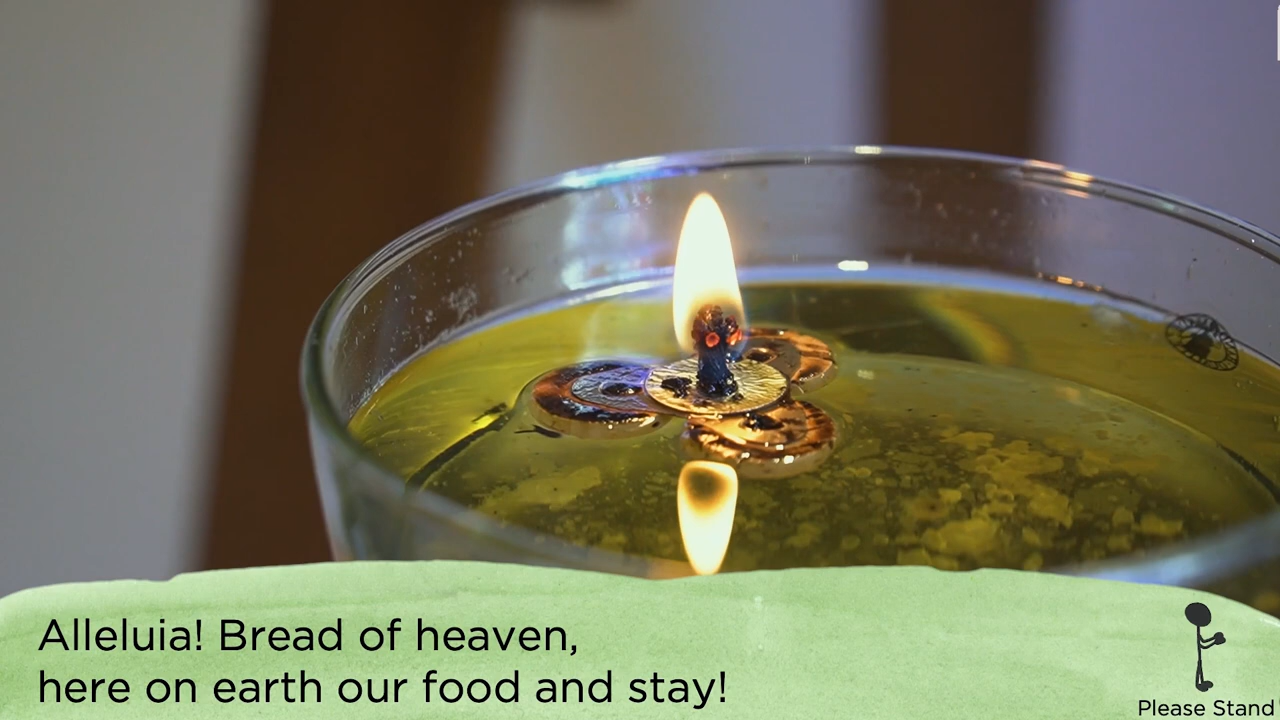 Alleluia! Bread of heaven,
here on earth our food and stay!
Please Stand